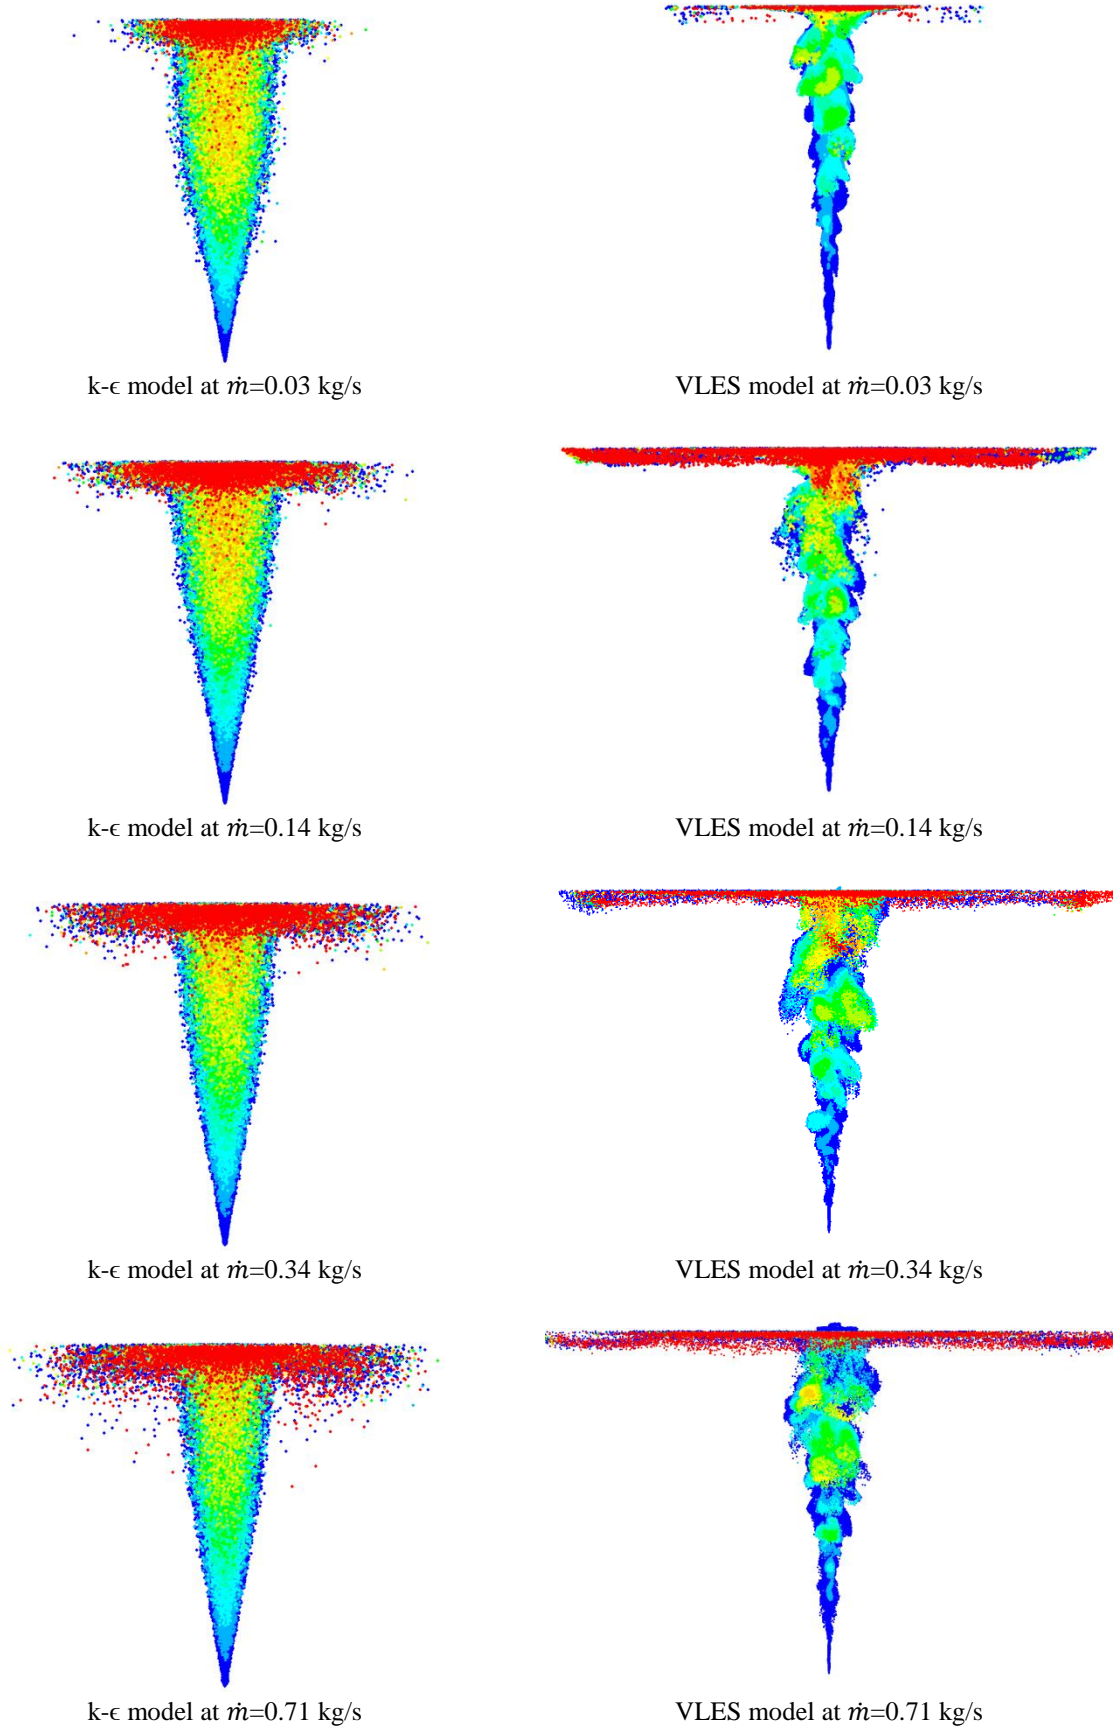 k-ϵ model at ṁ=0.03 kg/s
VLES model at ṁ=0.03 kg/s
k-ϵ model at ṁ=0.14 kg/s
VLES model at ṁ=0.14 kg/s
k-ϵ model at ṁ=0.34 kg/s
VLES model at ṁ=0.34 kg/s
k-ϵ model at ṁ=0.71 kg/s
VLES model at ṁ=0.71 kg/s